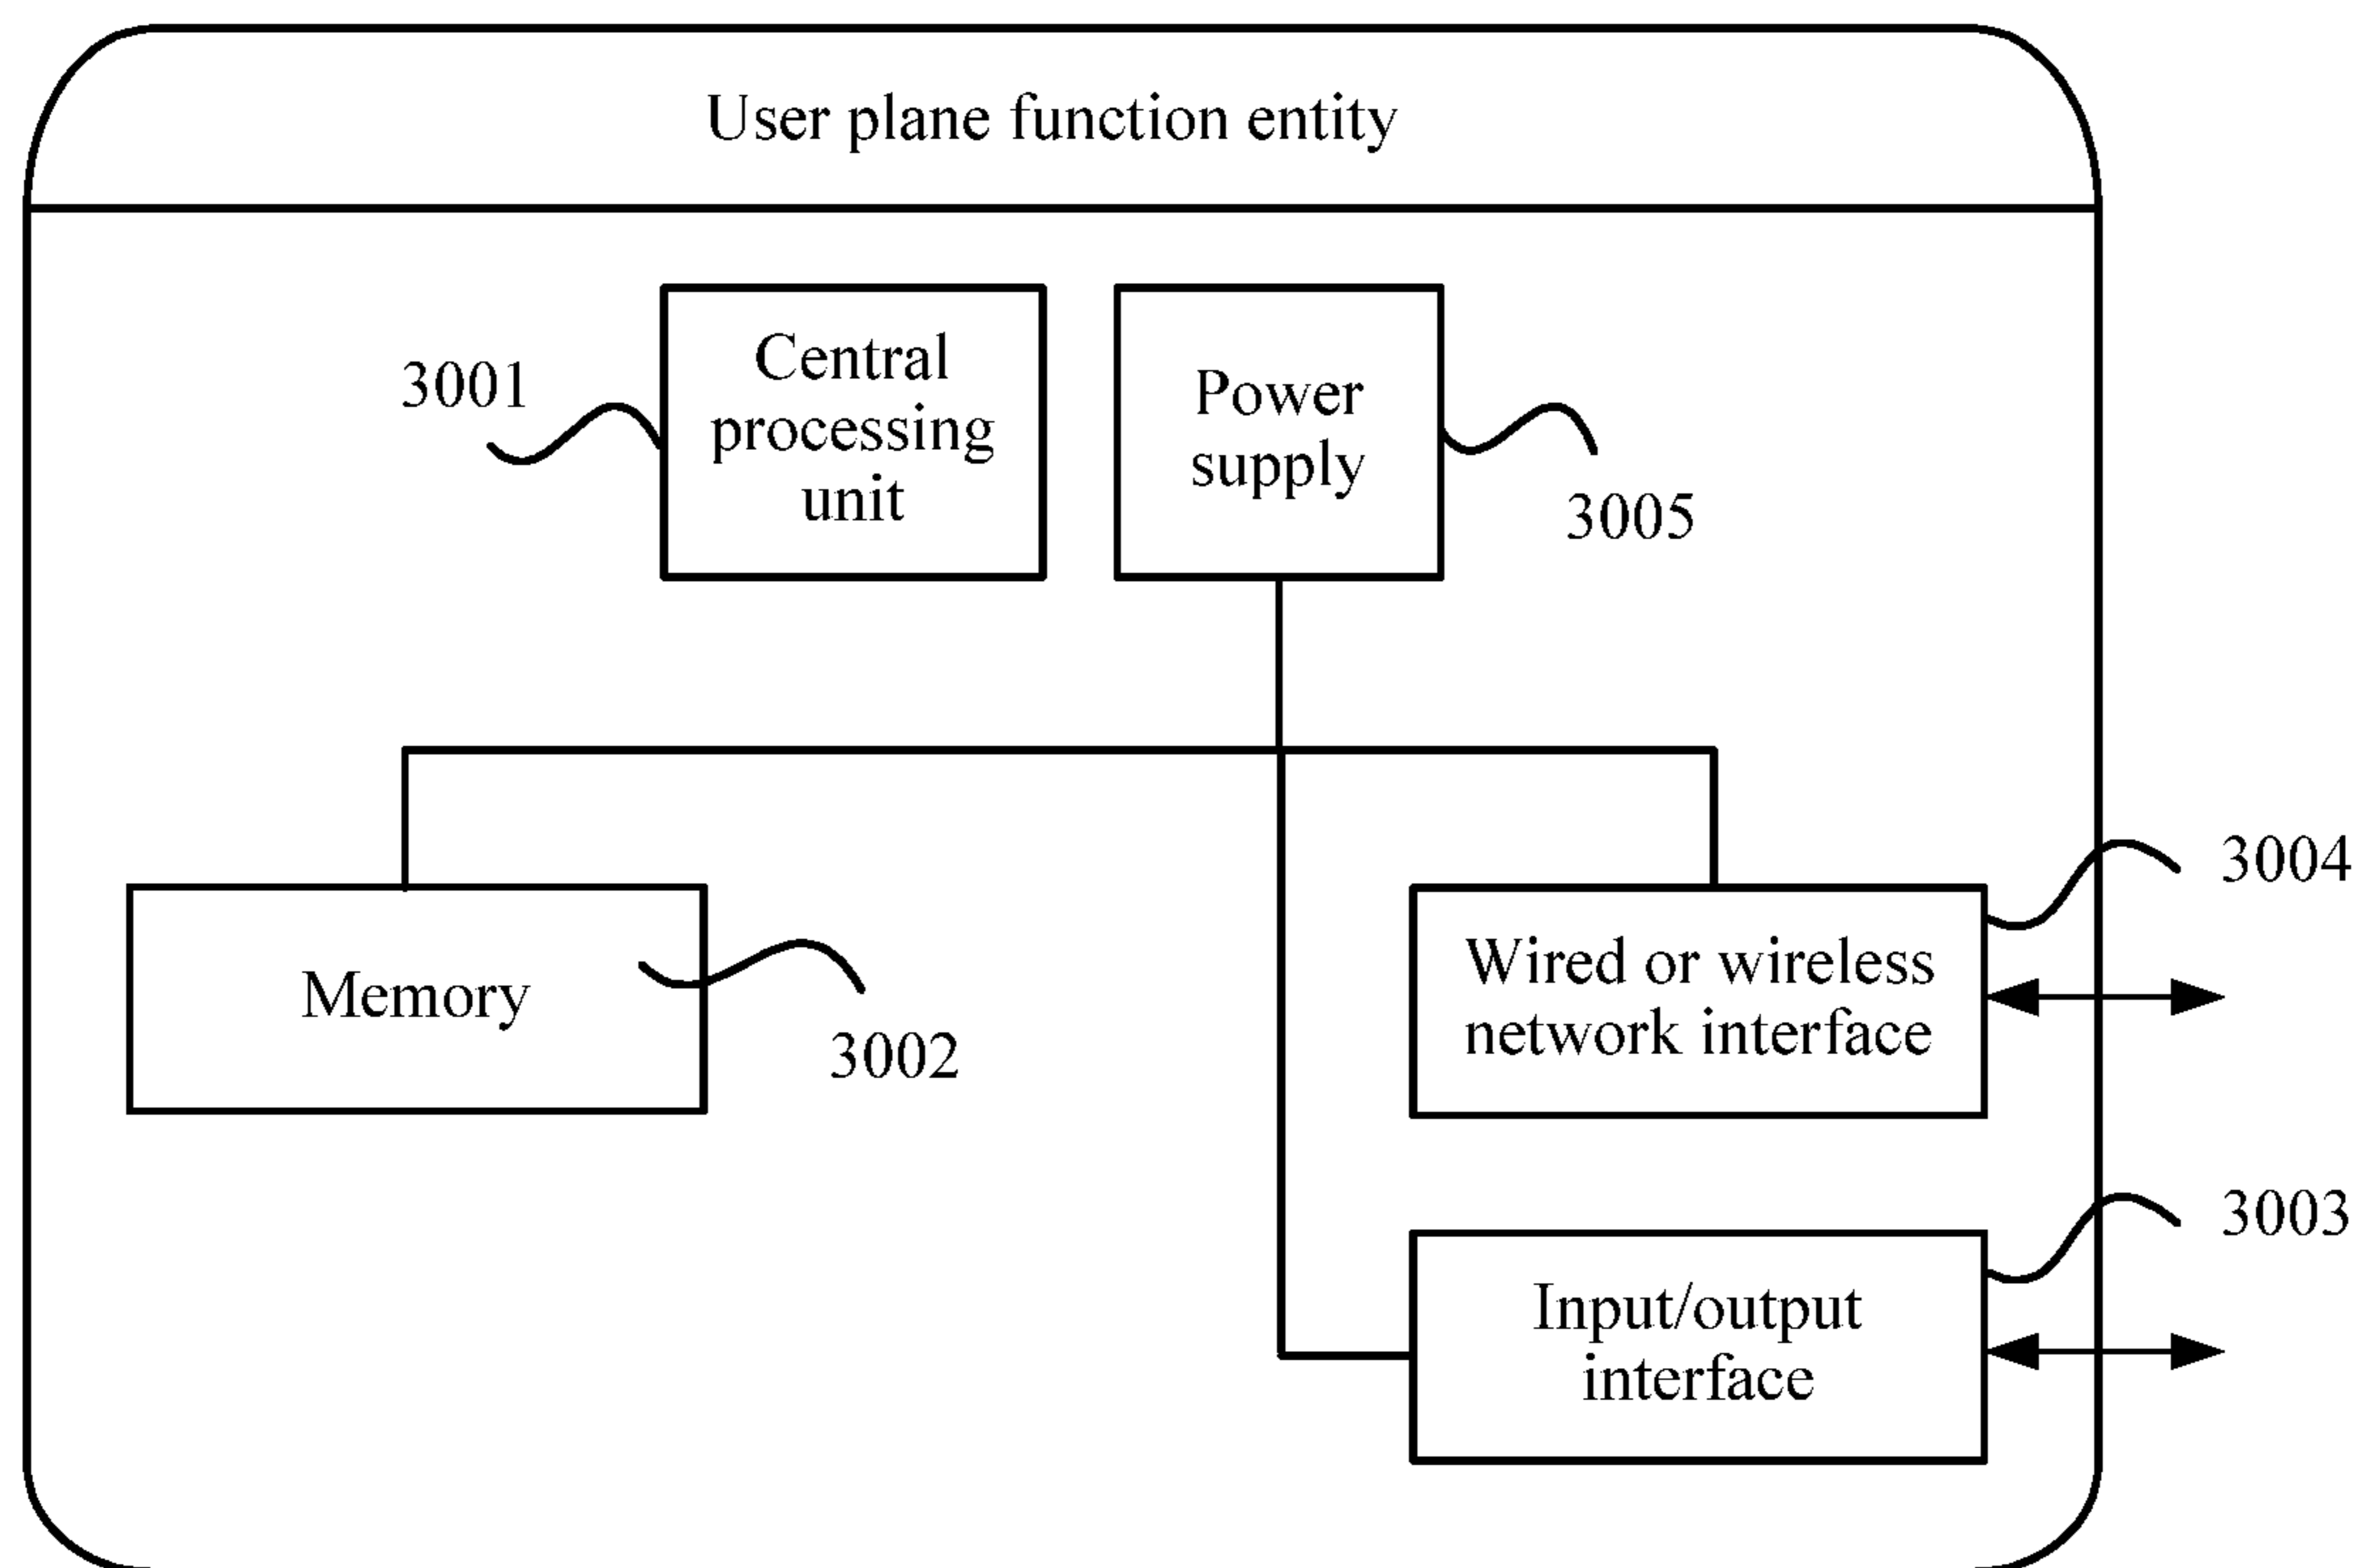 User plane function entity
3001
Central
processing
unit
Power
supply
3005
Memory
3002
Wired or wireless
network interface
3004
Input/output
interface
3003